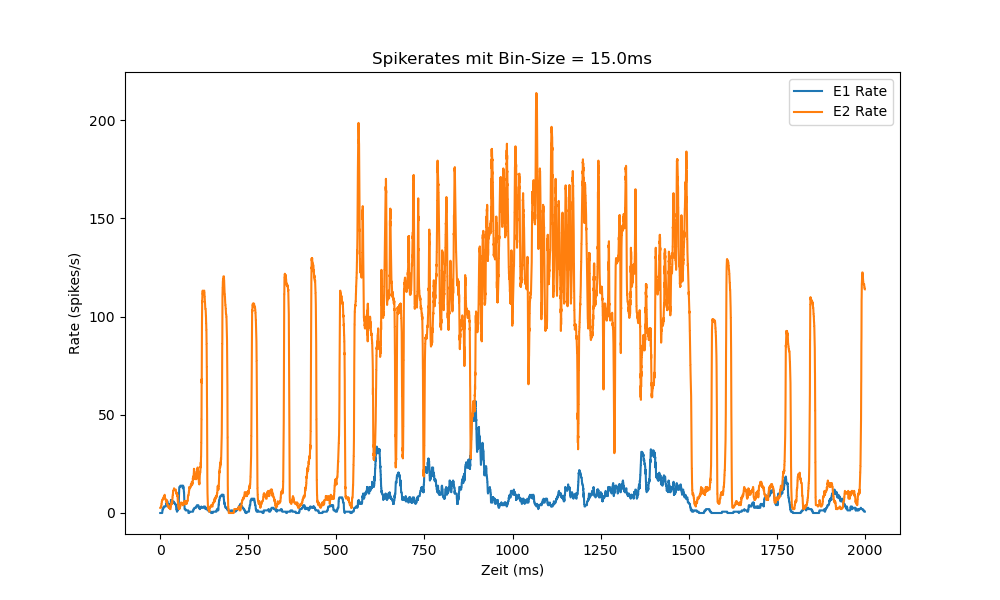 Spikerates mit Bin-Size = 15.0ms
E1 Rate
E2 Rate
Rate (spikes/s)
200
150
100
50
0
0 250 500 750 1000 1250 1500 1750 2000
Zeit (ms)